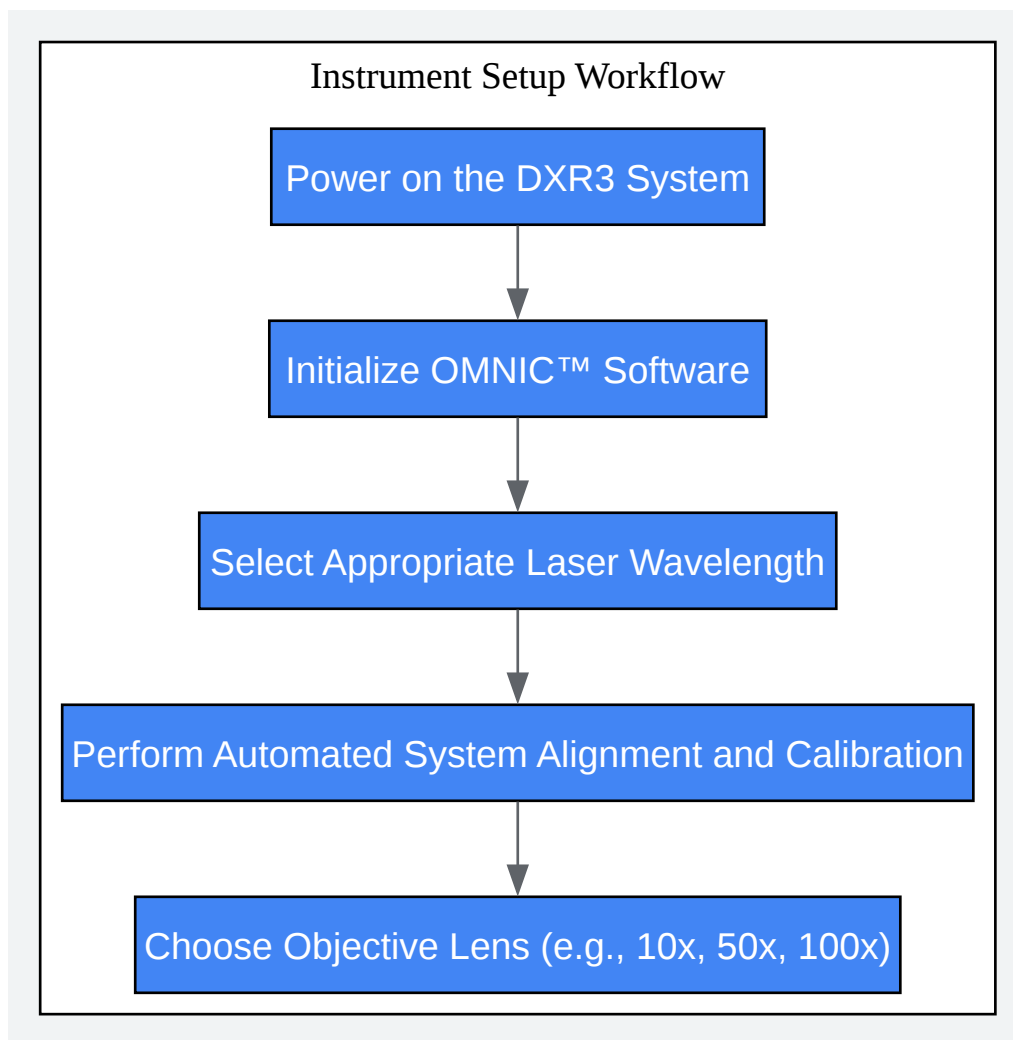 Instrument Setup Workflow
Power on the DXR3 System
Initialize OMNIC™ Software
Select Appropriate Laser Wavelength
Perform Automated System Alignment and Calibration
Choose Objective Lens (e.g., 10x, 50x, 100x)